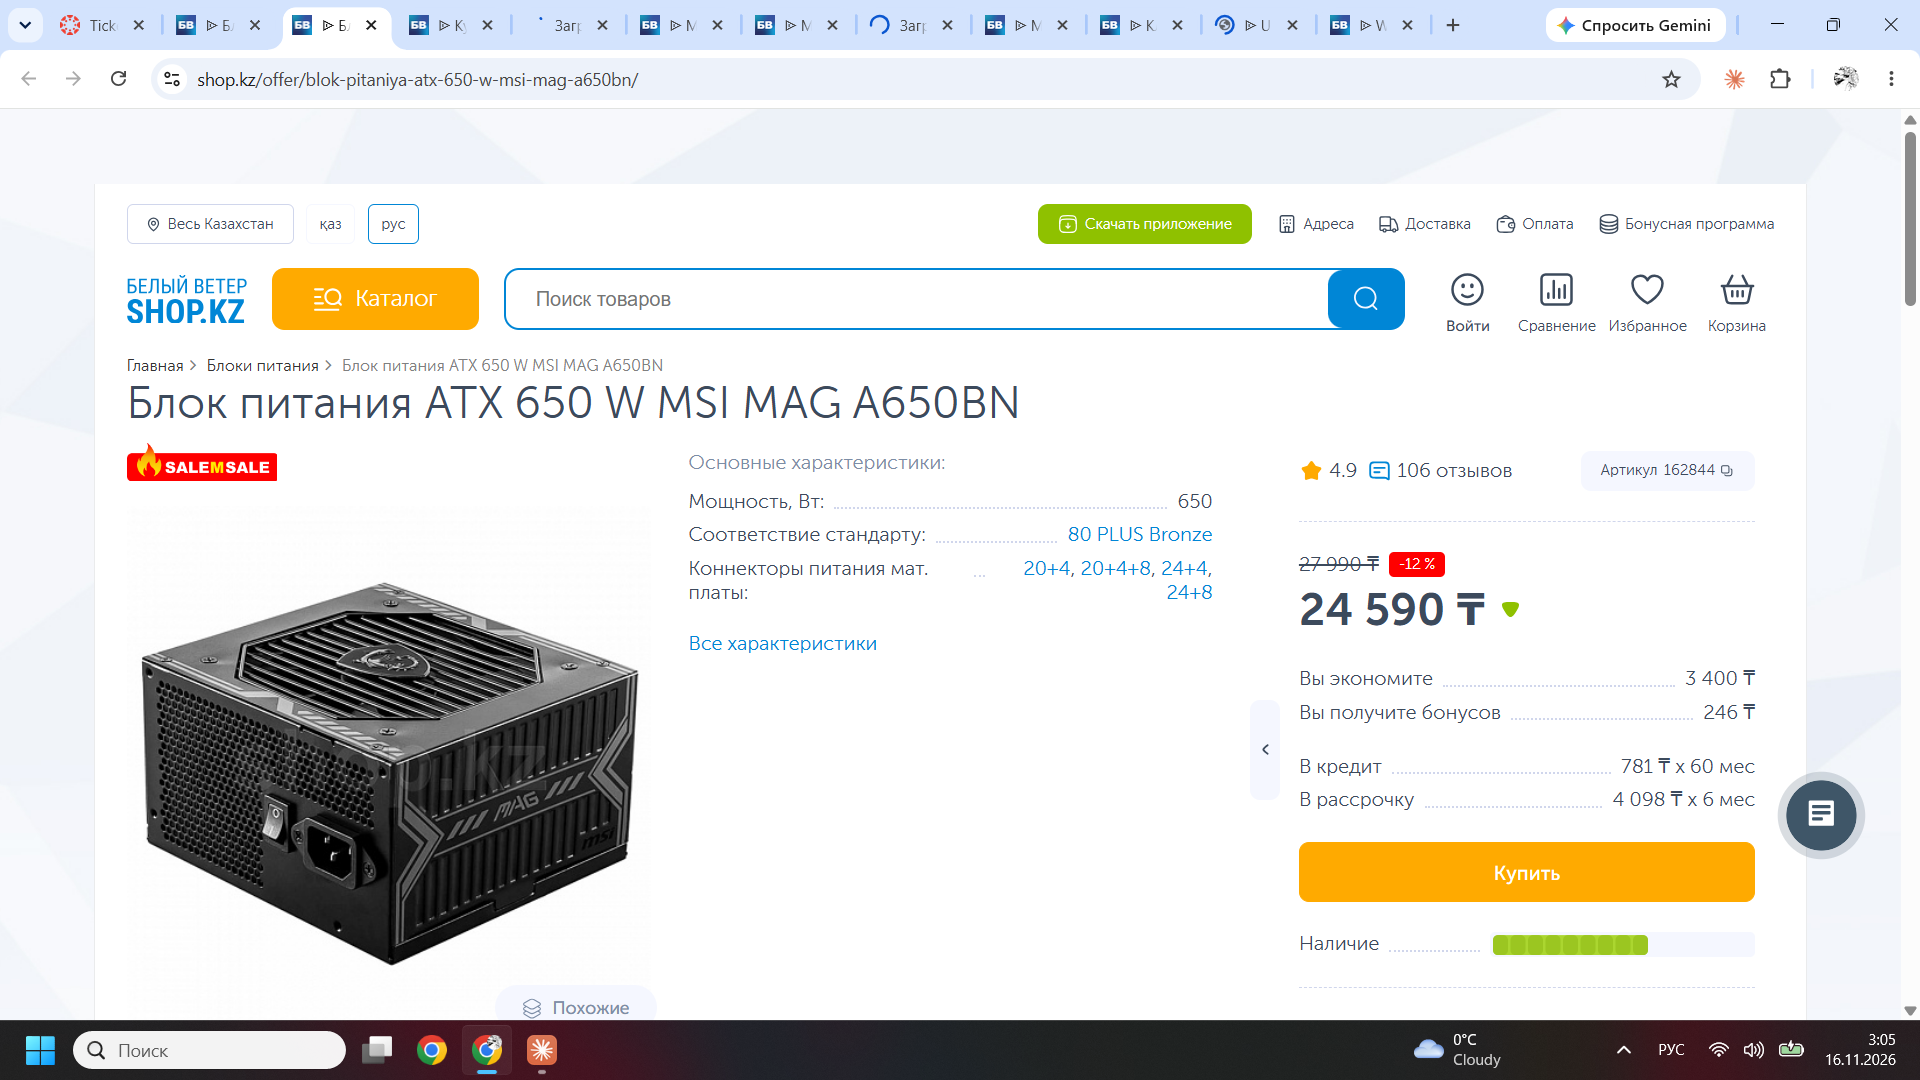 Tick
Б
Б
К
Загр
М
М
Загр
М
К
U
W
Спросить Gemini
shop.kz/offer/blok-pitaniya-atx-650-w-msi-mag-a650bn/
Весь Казахстан
қаз
рус
Скачать приложение
Адреса
Доставка
Оплата
Бонусная программа
БЕЛЫЙ ВЕТЕР
SHOP.KZ
Каталог
Поиск товаров
Войти
Сравнение
Избранное
Корзина
Главная > Блоки питания > Блок питания ATX 650 W MSI MAG A650BN
Блок питания ATX 650 W MSI MAG A650BN
SALEMSALE
Основные характеристики:
Мощность, Вт: 650
Соответствие стандарту: 80 PLUS Bronze
Коннекторы питания мат. платы: 20+4, 20+4+8, 24+4, 24+8
Все характеристики
MAG
msi
4.9
106 отзывов
Артикул 162844
27 990 ₸
-12 %
24 590 ₸
Вы экономите 3 400 ₸
Вы получите бонусов 246 ₸
В кредит 781 ₸ x 60 мес
В рассрочку 4 098 ₸ x 6 мес
Купить
Наличие
Похожие
Поиск
0°C
Cloudy
РУС
3:05
16.11.2026